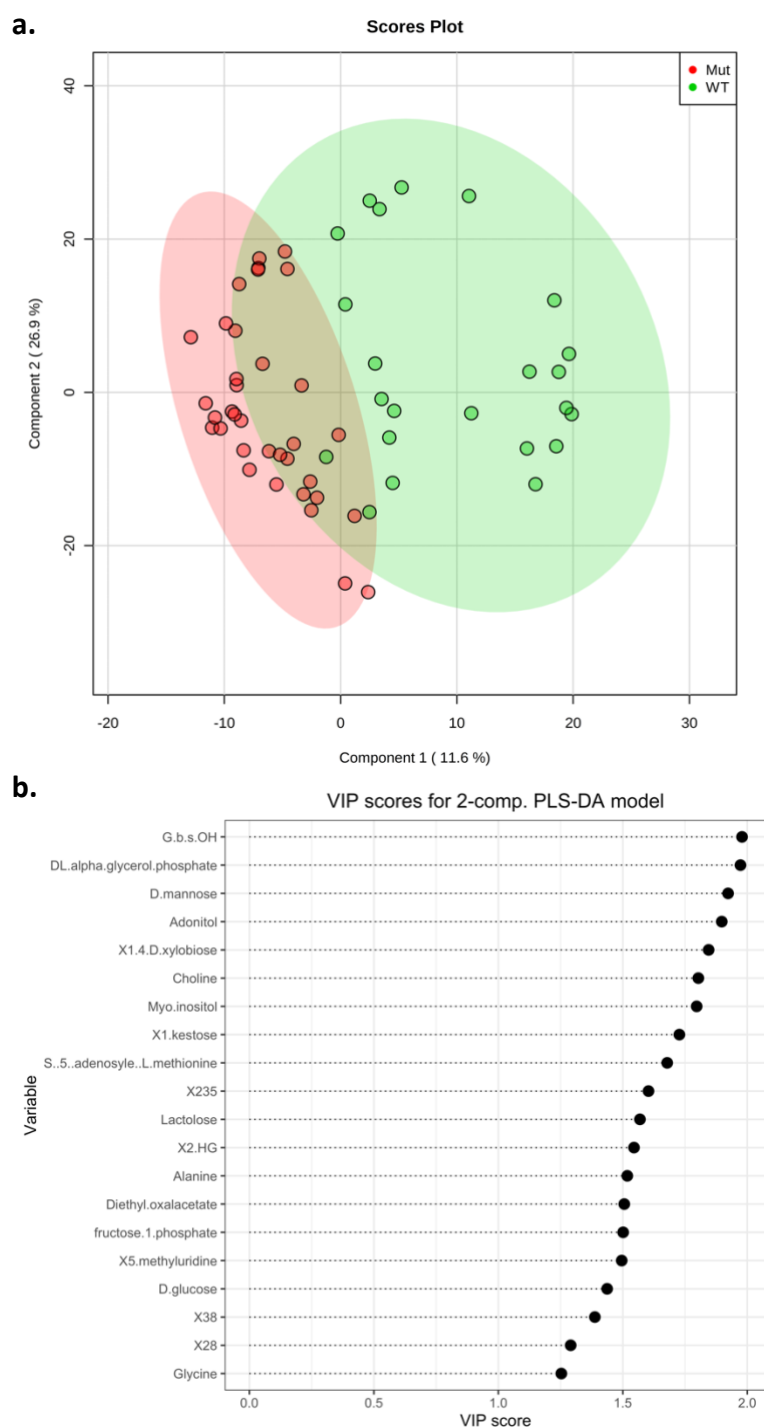 a.
Scores Plot
Mut
WT
40
20
0
-20
Component 2 ( 26.9 %)
-20 -10 0 10 20 30
Component 1 ( 11.6 %)
b.
VIP scores for 2-comp. PLS-DA model
G.b.s.OH
DL.alpha.glycerol.phosphate
D.mannose
Adonitol
X1.4.D.xylobiose
Choline
Myo.inositol
X1.kestose
S..5..adenosyle..L.methionine
X235
Lactolose
X2.HG
Alanine
Diethyl.oxalacetate
fructose.1.phosphate
X5.methyluridine
D.glucose
X38
X28
Glycine
Variable
0.0 0.5 1.0 1.5 2.0
VIP score